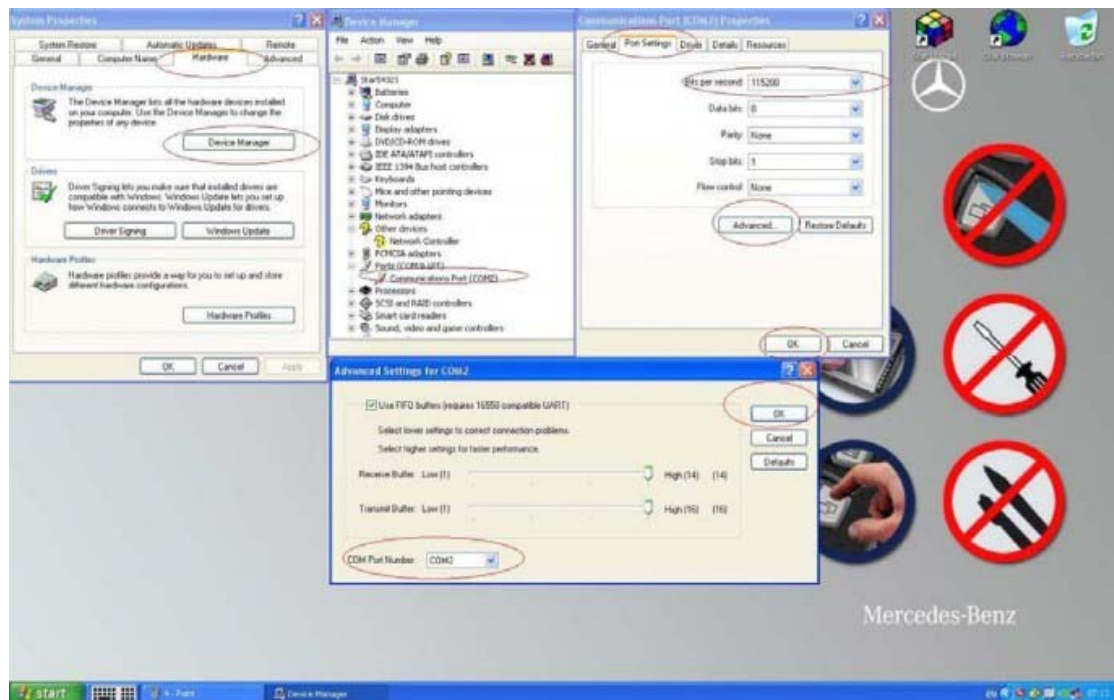 System Properties
System Restore Automatic Updates Remote
General Computer Name Hardware Advanced
Device Manager
The Device Manager lists all the hardware devices installed
on your computer. Use the Device Manager to change the
properties of any device.
Device Manager
Drivers
Driver Signing lets you make sure that installed drivers are
compatible with Windows. Windows Update lets you set up
how Windows connects to Windows Update for drivers.
Driver Signing Windows Update
Hardware Profiles
Hardware profiles provide a way for you to set up and store
different hardware configurations.
Hardware Profiles
OK Cancel Apply
Device Manager
File Action View Help
Batteries
Computer
Disk drives
Display adapters
DVD/CD-ROM drives
IDE ATA/ATAPI controllers
IEEE 1394 Bus host controllers
Keyboards
Mice and other pointing devices
Monitors
Network adapters
Other devices
Network Controller
PCMCIA adapters
Ports (COM & LPT)
Communications Port (COM2)
Processors
SCSI and RAID controllers
Smart card readers
Sound, video and game controllers
Communications Port (COM2) Properties
General Port Settings Driver Details Resources
Bits per second: 115200
Data bits: 8
Parity: None
Stop bits: 1
Flow control: None
Advanced... Restore Defaults
OK Cancel
Advanced Settings for COM2
Use FIFO buffers (requires 16550 compatible UART)
Select lower settings to correct connection problems.
Select higher settings for faster performance.
Receive Buffer: Low (1) High (14) (14)
Transmit Buffer: Low (1) High (16) (16)
COM Port Number: COM2
OK
Cancel
Defaults
Mercedes-Benz
start
4 - Paint
Device Manager
EN